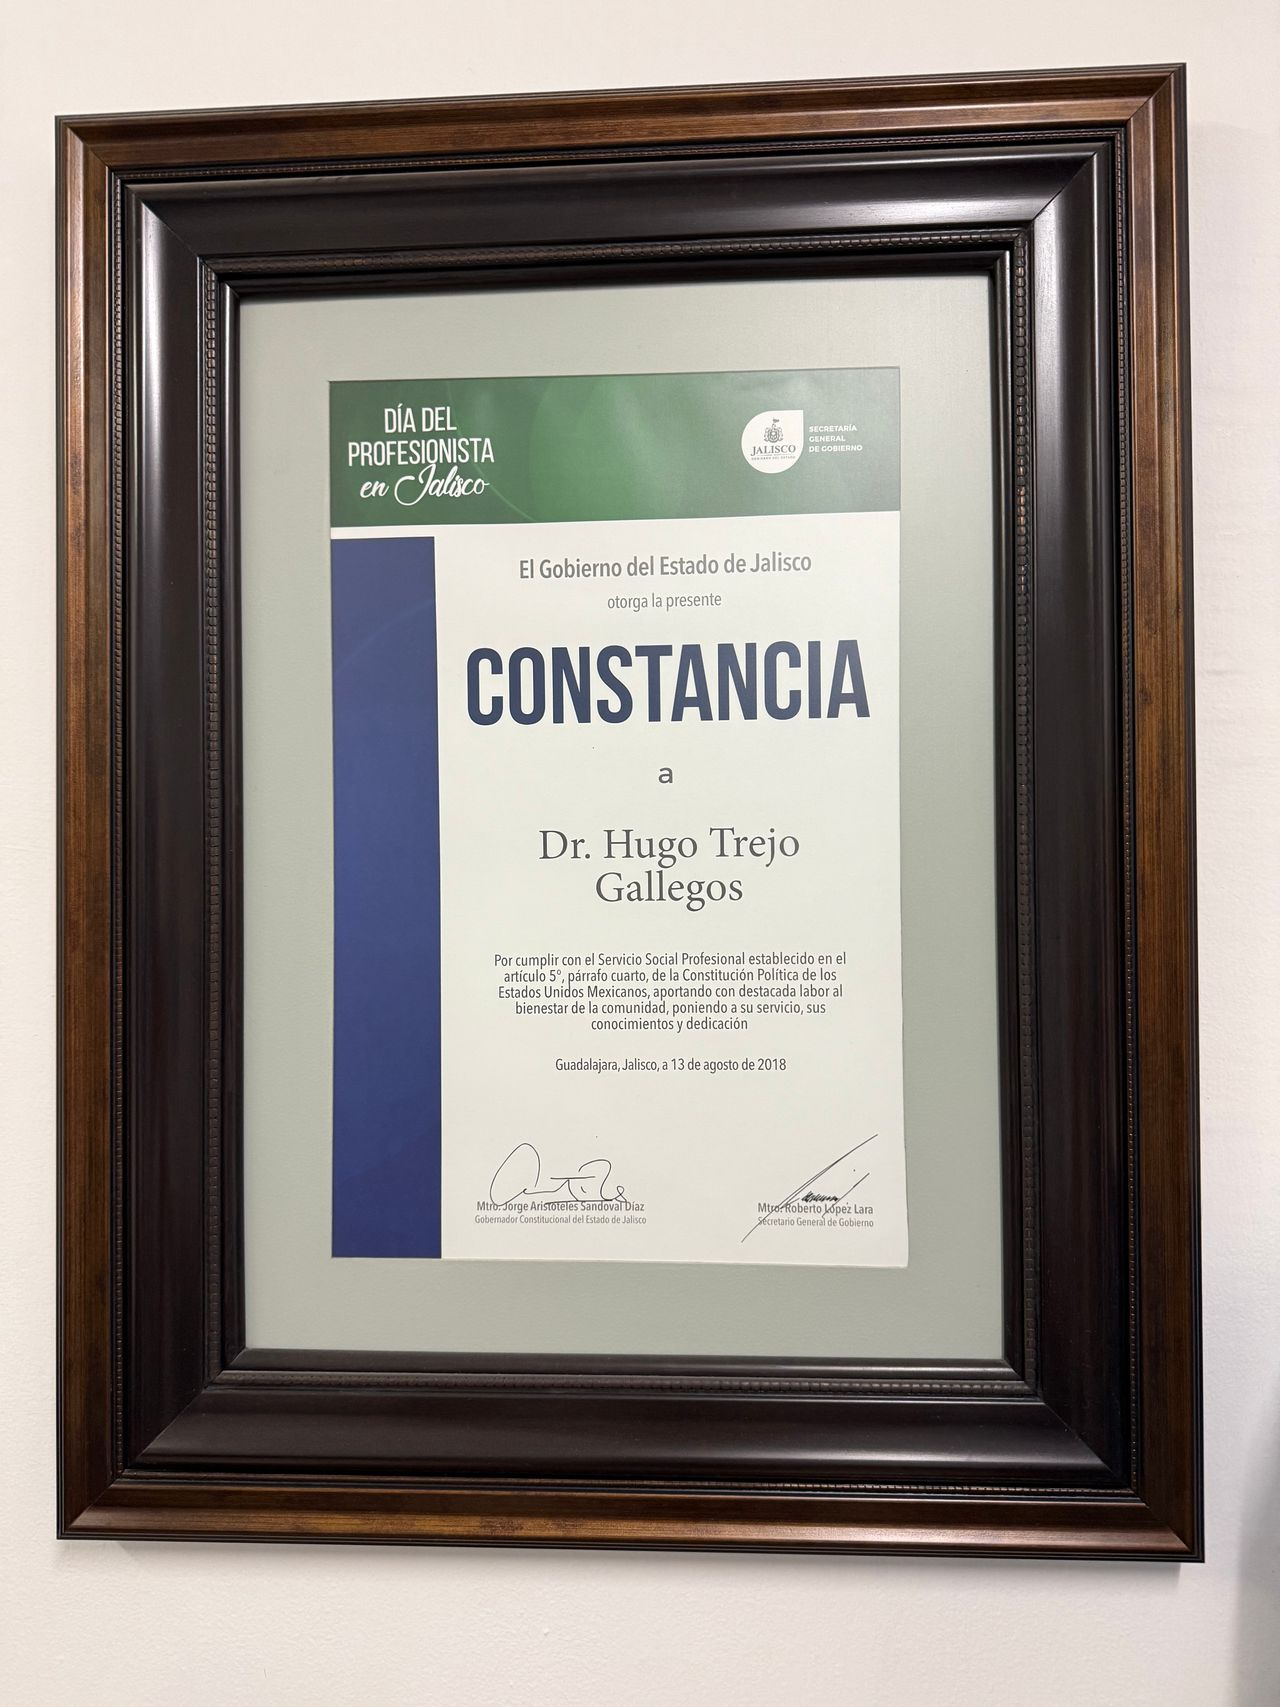 DÍA DEL
PROFESIONISTA
en Jalisco
JALISCO
GOBIERNO DEL ESTADO
SECRETARÍA
GENERAL
DE GOBIERNO
El Gobierno del Estado de Jalisco
otorga la presente
CONSTANCIA
a
Dr. Hugo Trejo
Gallegos
Por cumplir con el Servicio Social Profesional establecido en el
artículo 5°, párrafo cuarto, de la Constitución Política de los
Estados Unidos Mexicanos, aportando con destacada labor al
bienestar de la comunidad, poniendo a su servicio, sus
conocimientos y dedicación
Guadalajara, Jalisco, a 13 de agosto de 2018
Mtro. Jorge Aristóteles Sandoval Díaz
Gobernador Constitucional del Estado de Jalisco
Mtro. Roberto López Lara
Secretario General de Gobierno